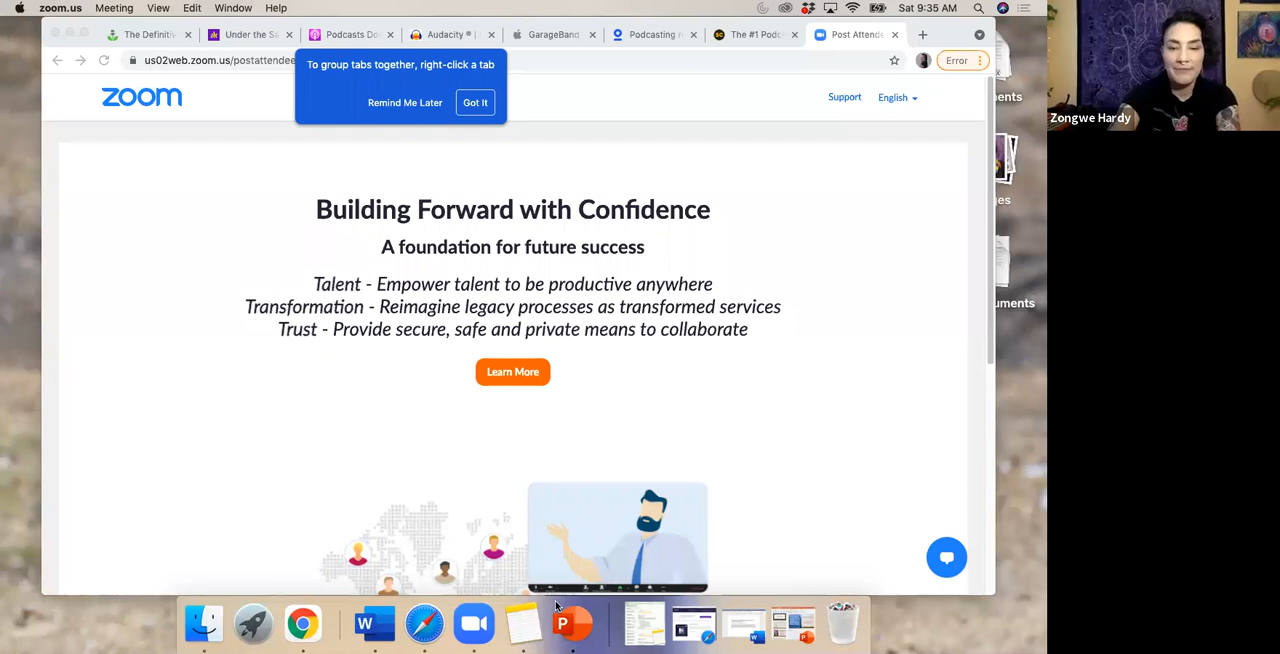 zoom.us Meeting View Edit Window Help Sat 9:35 AM
The Definitiv Under the Sa Podcasts Do Audacity ® | GarageBand Podcasting r The #1 Podc Post Attende
us02web.zoom.us/postattendee Error
To group tabs together, right-click a tab
Remind Me Later Got It
zoom Support English
Building Forward with Confidence
A foundation for future success
Talent - Empower talent to be productive anywhere
Transformation - Reimagine legacy processes as transformed services
Trust - Provide secure, safe and private means to collaborate
Learn More
ents
es
uments
Zongwe Hardy